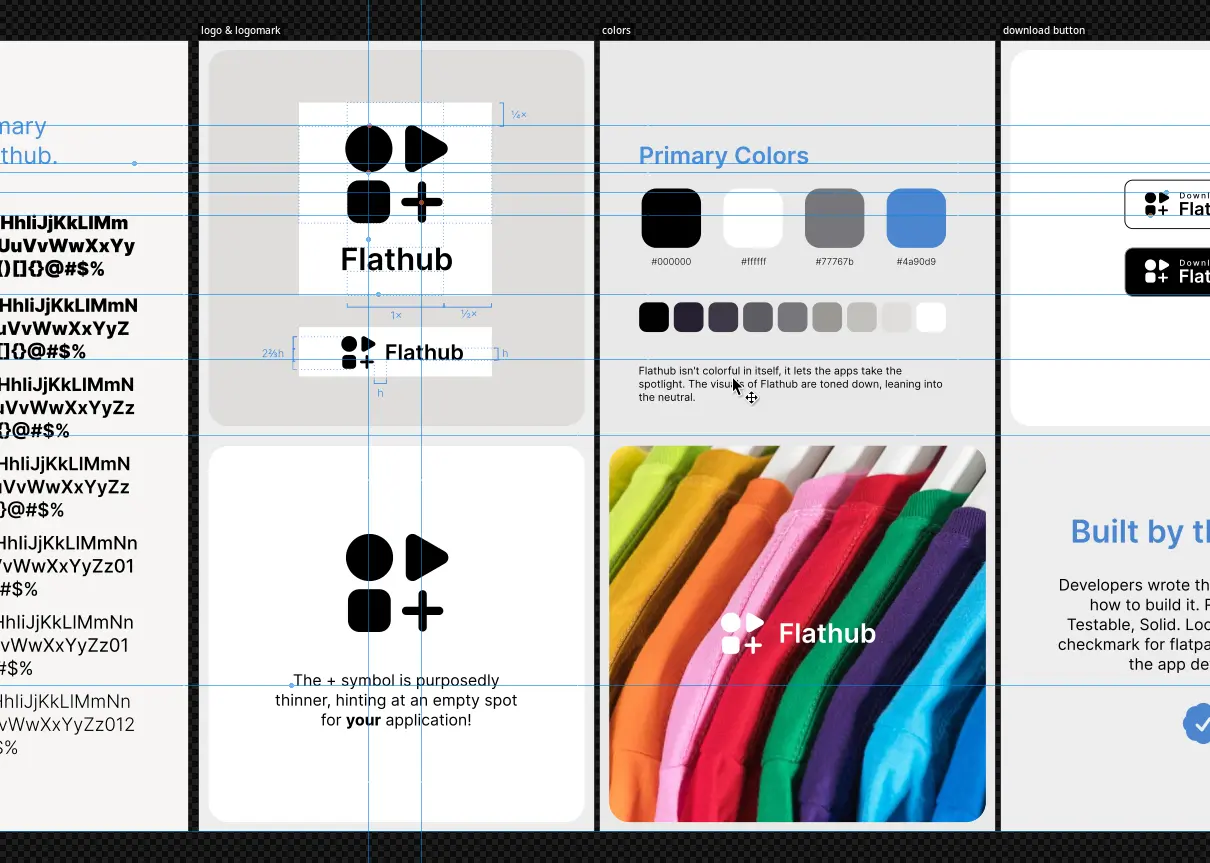 logo & logomark
colors
download button
mary
thub.
HhIiJjKkLlMm
UuVvWwXxYy
()[]{}@#$%
HhIiJjKkLlMmN
uVvWwXxYyZ
[]{}@#$%
HhIiJjKkLlMmN
uVvWwXxYyZz
{}@#$%
HhIiJjKkLlMmN
uVvWwXxYyZz
}@#$%
HhIiJjKkLlMmNn
vWwXxYyZz01
#$%
HhIiJjKkLlMmNn
vWwXxYyZz01
#$%
HhIiJjKkLlMmNn
vWwXxYyZz012
$%
¼×
Flathub
1×
½×
2⅔h
Flathub
h
h
The + symbol is purposedly
thinner, hinting at an empty spot
for your application!
Primary Colors
#000000
#ffffff
#77767b
#4a90d9
Flathub isn't colorful in itself, it lets the apps take the
spotlight. The visuals of Flathub are toned down, leaning into
the neutral.
Flathub
Downl
Flat
Downl
Flat
Built by th
Developers wrote th
how to build it. F
Testable, Solid. Loc
checkmark for flatpa
the app de